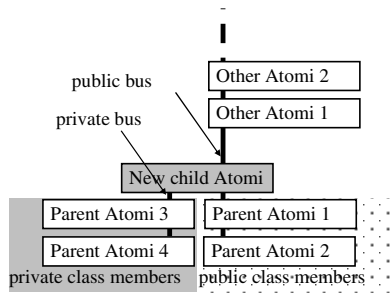 Other Atomi 2
public bus
Other Atomi 1
private bus
New child Atomi
Parent Atomi 3
Parent Atomi 1
Parent Atomi 4
Parent Atomi 2
private class members
public class members